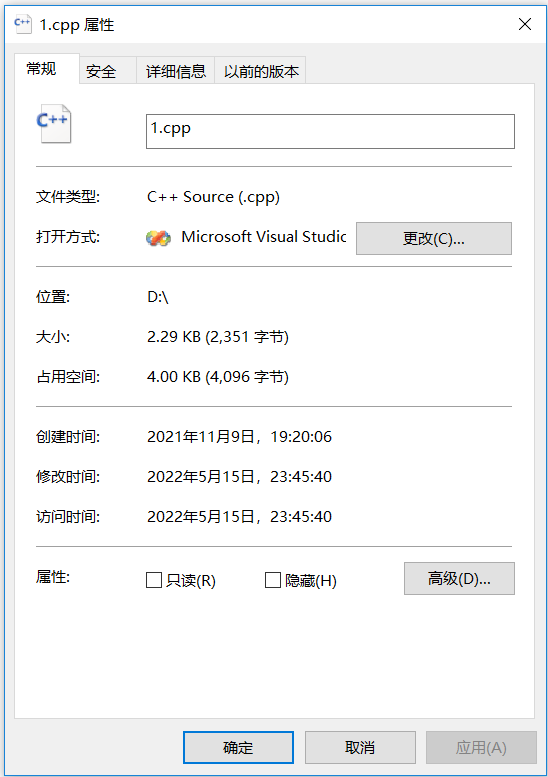 C++ 1.cpp 属性
常规 安全 详细信息 以前的版本
C++ 1.cpp
文件类型: C++ Source (.cpp)
打开方式: Microsoft Visual Studio 更改(C)...
位置: D:\
大小: 2.29 KB (2,351 字节)
占用空间: 4.00 KB (4,096 字节)
创建时间: 2021年11月9日，19:20:06
修改时间: 2022年5月15日，23:45:40
访问时间: 2022年5月15日，23:45:40
属性: 只读(R) 隐藏(H) 高级(D)...
确定 取消 应用(A)